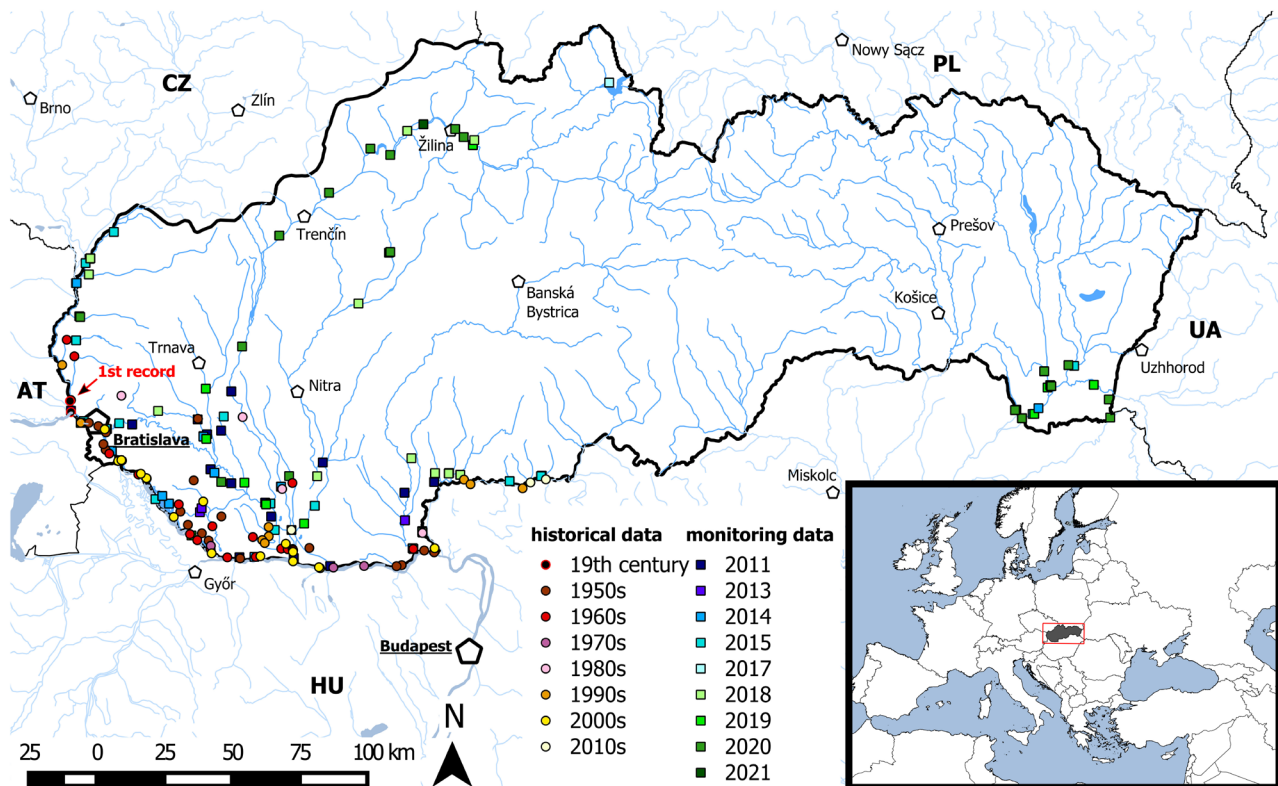 Nowy Sącz
PL
CZ
Brno
Zlín
Žilina
Trenčín
Prešov
Banská
Bystrica
Košice
UA
Uzhhorod
Trnava
1st record
AT
Nitra
Bratislava
Miskolc
Győr
Budapest
HU
N
25 0 25 50 75 100 km
historical data
19th century
1950s
1960s
1970s
1980s
1990s
2000s
2010s
monitoring data
2011
2013
2014
2015
2017
2018
2019
2020
2021